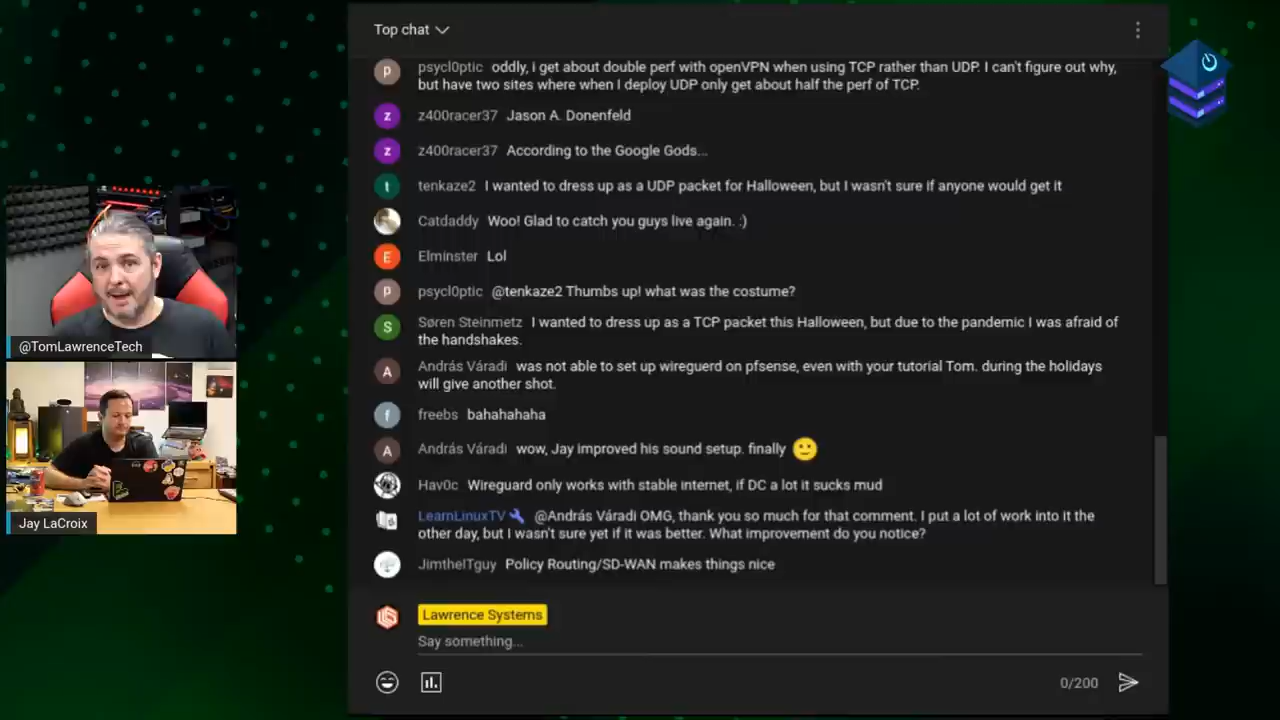 Top chat
psycl0ptic oddly, i get about double perf with openVPN when using TCP rather than UDP. I can't figure out why,
but have two sites where when I deploy UDP only get about half the perf of TCP.
z400racer37 Jason A. Donenfeld
z400racer37 According to the Google Gods...
tenkaze2 I wanted to dress up as a UDP packet for Halloween, but I wasn't sure if anyone would get it
Catdaddy Woo! Glad to catch you guys live again. :)
Elminster Lol
psycl0ptic @tenkaze2 Thumbs up! what was the costume?
Søren Steinmetz I wanted to dress up as a TCP packet this Halloween, but due to the pandemic I was afraid of
the handshakes.
András Váradi was not able to set up wireguerd on pfsense, even with your tutorial Tom. during the holidays
will give another shot.
freebs bahahahaha
András Váradi wow, Jay improved his sound setup. finally 🙂
Hav0c Wireguard only works with stable internet, if DC a lot it sucks mud
LearnLinuxTV @András Váradi OMG, thank you so much for that comment. I put a lot of work into it the
other day, but I wasn't sure yet if it was better. What improvement do you notice?
JimtheITguy Policy Routing/SD-WAN makes things nice
Lawrence Systems
Say something...
0/200
@TomLawrenceTech
Jay LaCroix